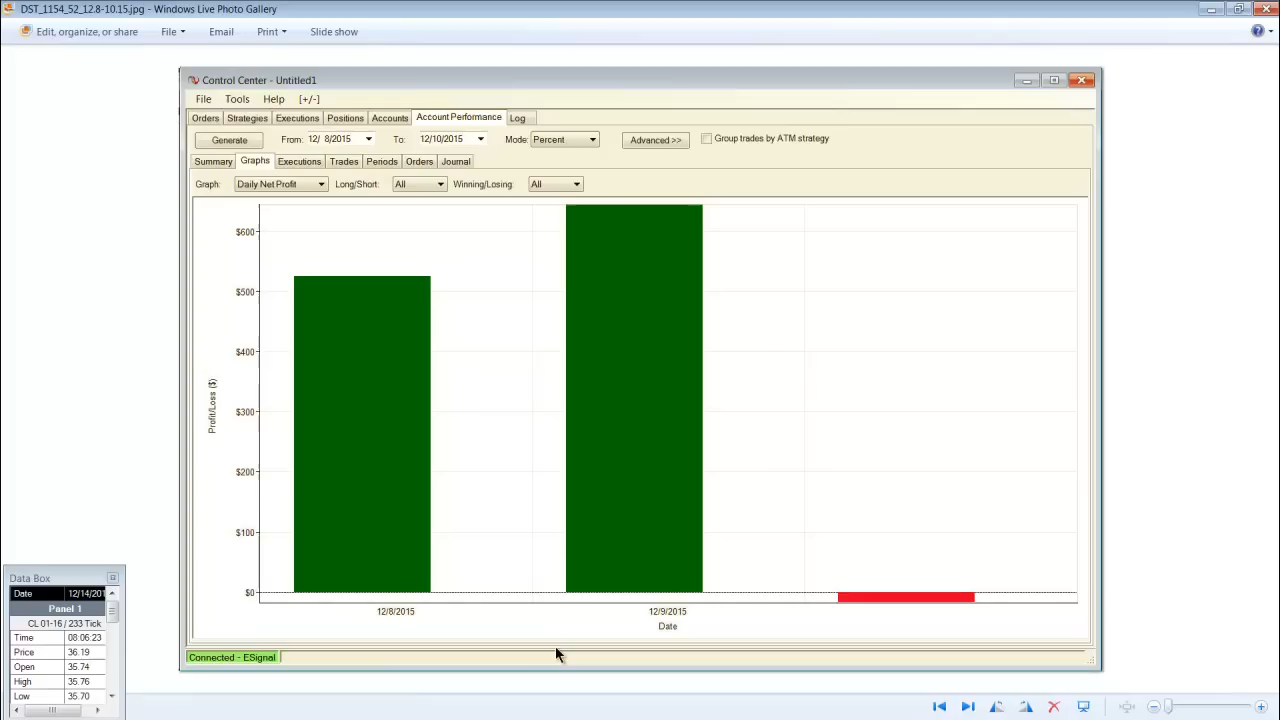 DST_1154_52_12.8-10.15.jpg - Windows Live Photo Gallery
Edit, organize, or share File Email Print Slide show
Control Center - Untitled1
File Tools Help [+/-]
Orders Strategies Executions Positions Accounts Account Performance Log
Generate From: 12/ 8/2015 To: 12/10/2015 Mode: Percent Advanced >> Group trades by ATM strategy
Summary Graphs Executions Trades Periods Orders Journal
Graph: Daily Net Profit Long/Short: All Winning/Losing: All
$600
$500
$400
$300
$200
$100
$0
Profit/Loss ($)
12/8/2015 12/9/2015
Date
Connected - ESignal
Data Box
Date 12/14/201
Panel 1
CL 01-16 / 233 Tick
Time 08:06:23
Price 36.19
Open 35.74
High 35.76
Low 35.70